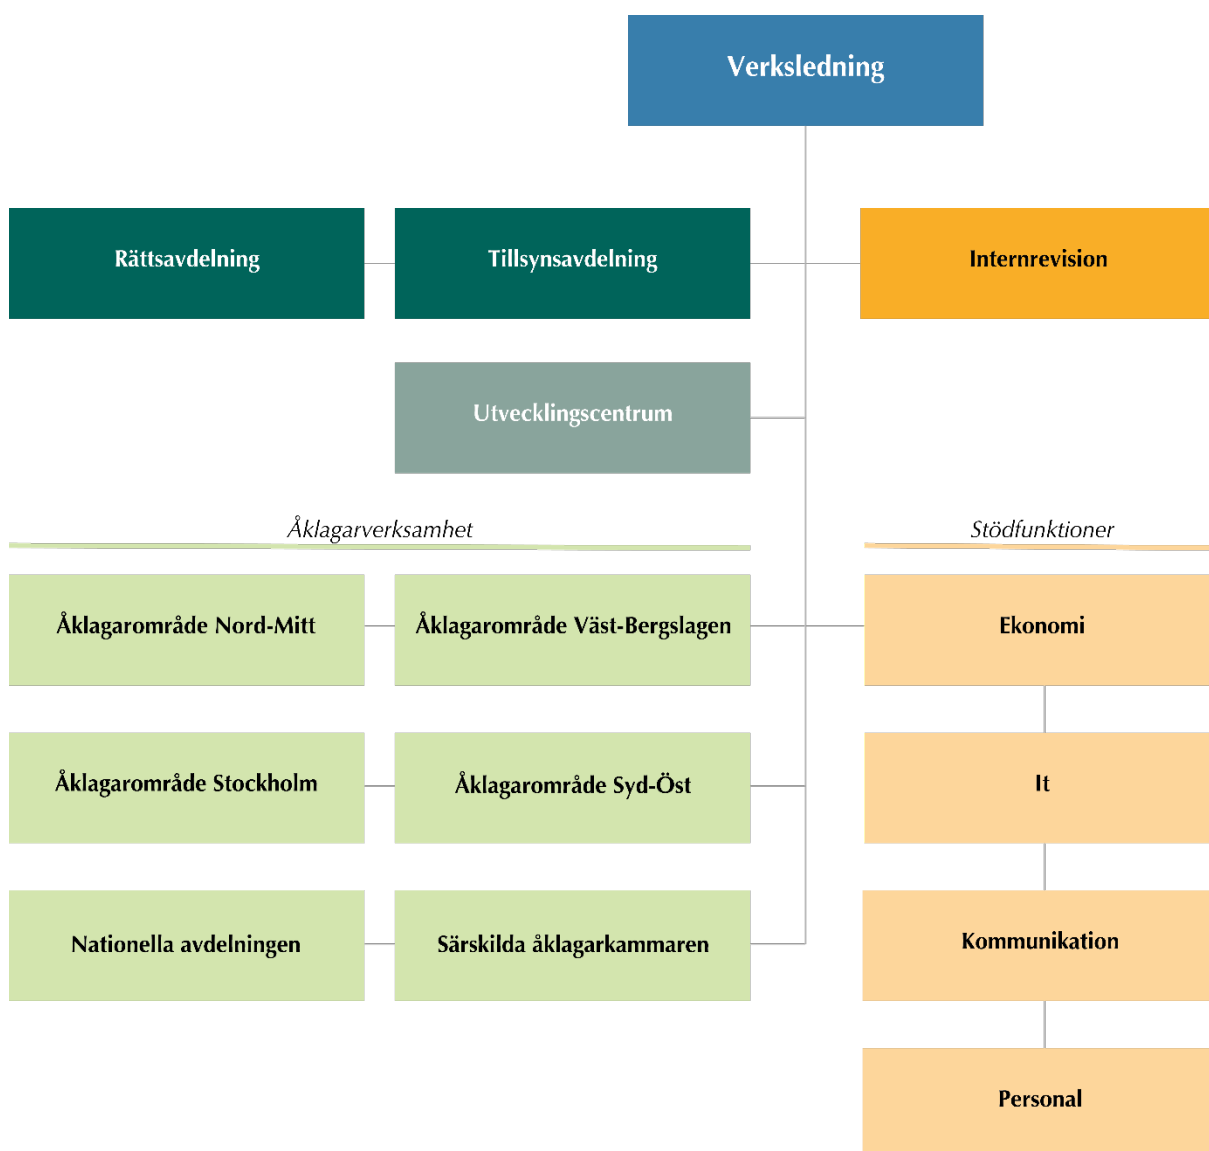 Verksledning
Rättsavdelning
Tillsynsavdelning
Internrevision
Utvecklingscentrum
Åklagarverksamhet
Stödfunktioner
Åklagarområde Nord-Mitt
Åklagarområde Väst-Bergslagen
Ekonomi
Åklagarområde Stockholm
Åklagarområde Syd-Öst
It
Nationella avdelningen
Särskilda åklagarkammaren
Kommunikation
Personal